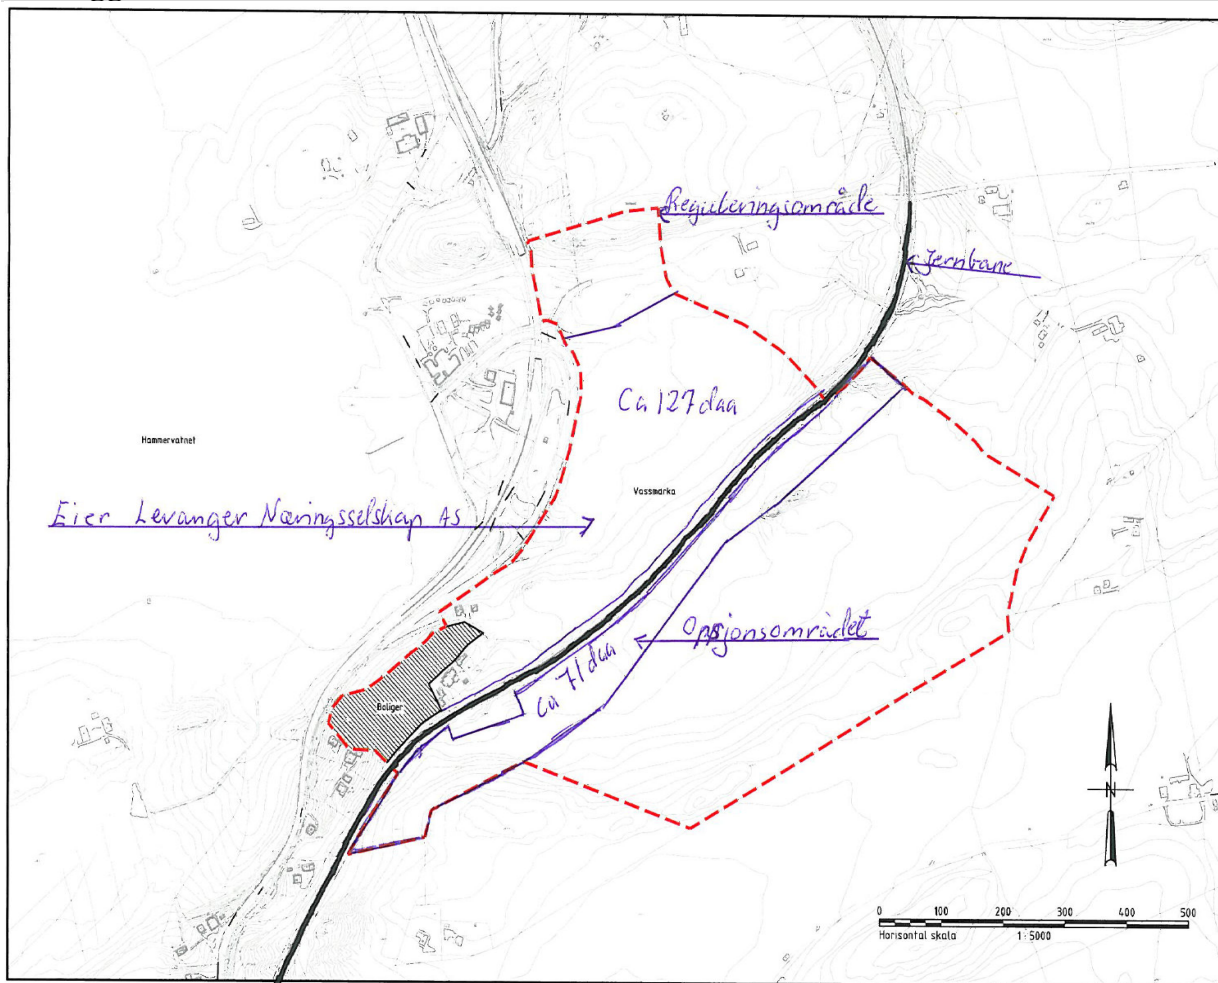 Reguleringsområde
Jernbane
Ca 127 daa
Hammervatnet
Vassmarka
Eier Levanger Næringsselskap AS
Opsjonsområdet
Ca 71 daa
Boliger
N
0 100 200 300 400 500
Horisontal skala 1:5000